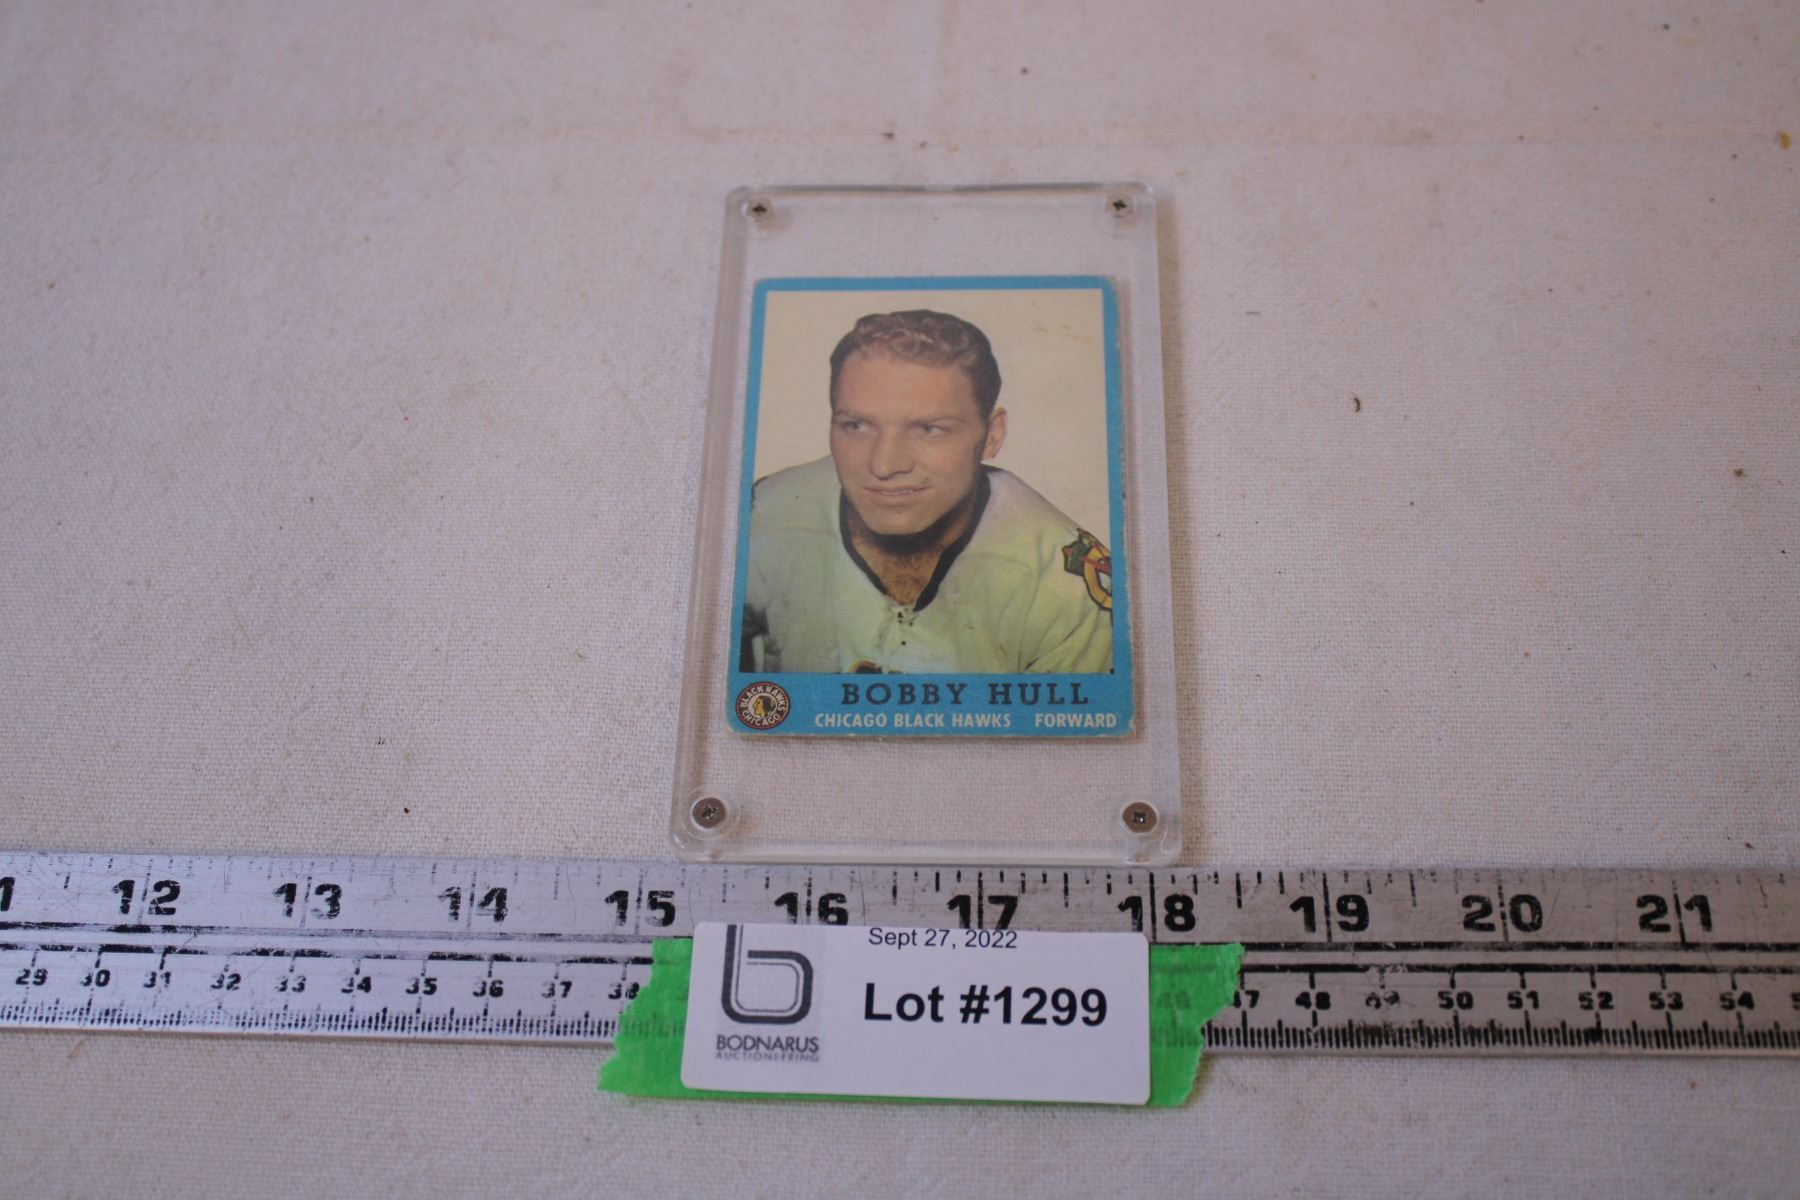 BLACK HAWKS
CHICAGO
BOBBY HULL
CHICAGO BLACK HAWKS FORWARD
1 12 13 14 15 16 17 18 19 20 21
29 30 31 32 33 34 35 36 37 38 47 48 49 50 51 52 53 54
Sept 27, 2022
Lot #1299
BODNARUS
AUCTIONEERING